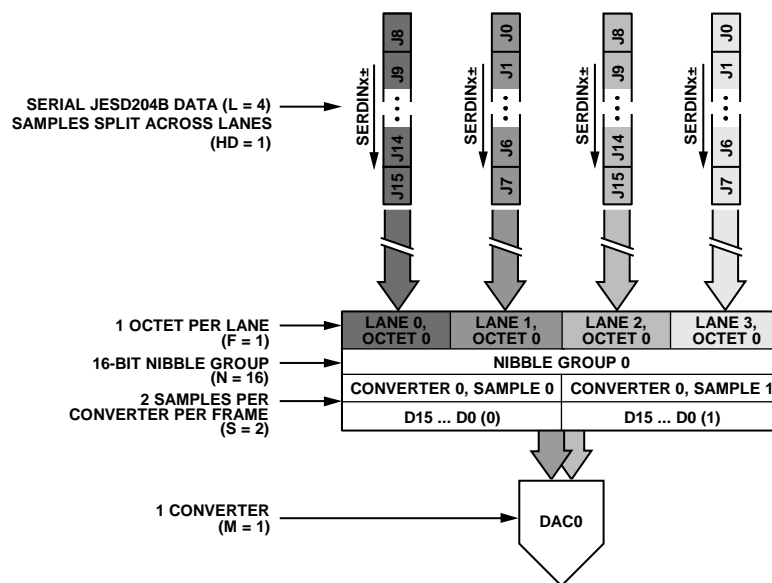 J8
J9
...
J14
J15
SERDINx±
J0
J1
...
J6
J7
SERDINx±
J8
J9
...
J14
J15
SERDINx±
J0
J1
...
J6
J7
SERDINx±
SERIAL JESD204B DATA (L = 4)
SAMPLES SPLIT ACROSS LANES
(HD = 1)
1 OCTET PER LANE
(F = 1)
LANE 0,
OCTET 0
LANE 1,
OCTET 0
LANE 2,
OCTET 0
LANE 3,
OCTET 0
16-BIT NIBBLE GROUP
(N = 16)
NIBBLE GROUP 0
2 SAMPLES PER
CONVERTER PER FRAME
(S = 2)
CONVERTER 0, SAMPLE 0
CONVERTER 0, SAMPLE 1
D15 ... D0 (0)
D15 ... D0 (1)
1 CONVERTER
(M = 1)
DAC0